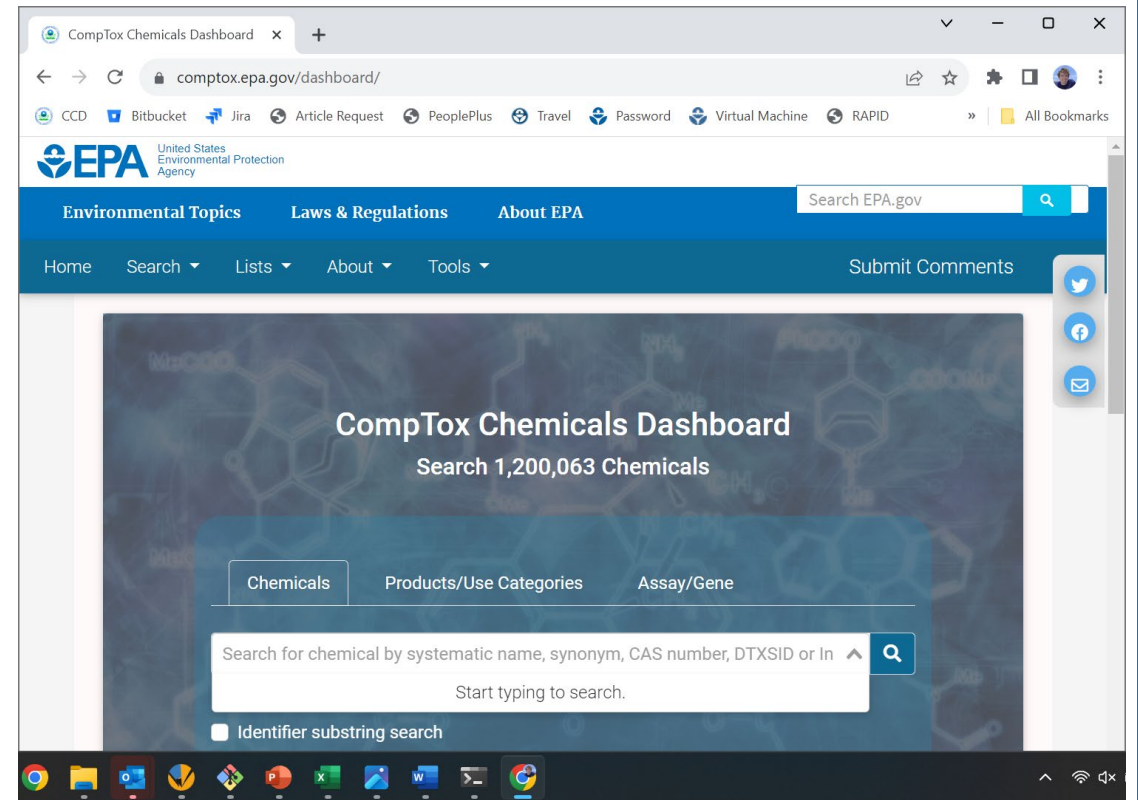 CompTox Chemicals Dashboard
comptox.epa.gov/dashboard/
CCD Bitbucket Jira Article Request PeoplePlus Travel Password Virtual Machine RAPID » All Bookmarks
EPA
United States
Environmental Protection
Agency
Environmental Topics Laws & Regulations About EPA Search EPA.gov
Home Search Lists About Tools Submit Comments
CompTox Chemicals Dashboard
Search 1,200,063 Chemicals
Chemicals Products/Use Categories Assay/Gene
Search for chemical by systematic name, synonym, CAS number, DTXSID or In
Start typing to search.
Identifier substring search